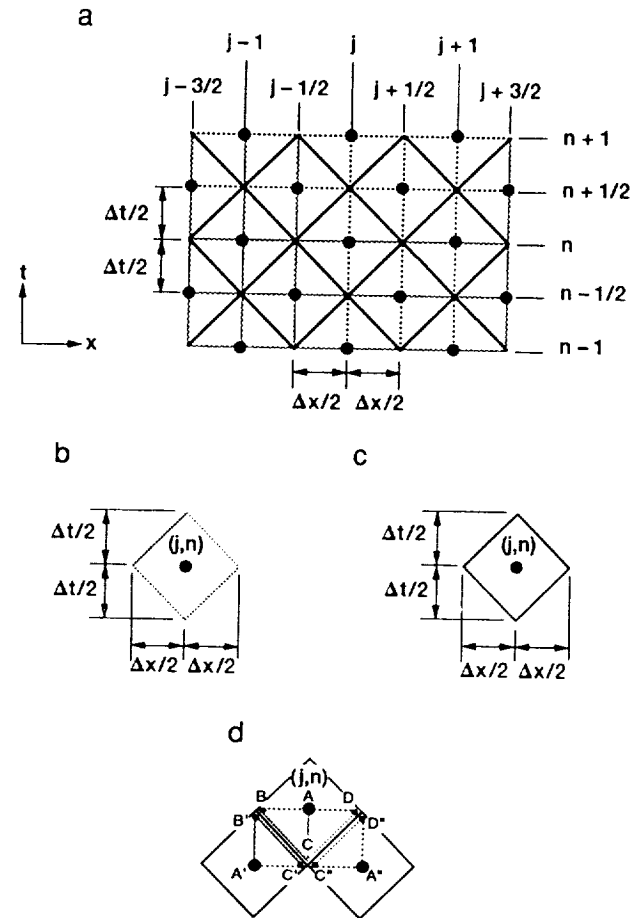 a
j – 1 j j + 1
j – 3/2 j – 1/2 j + 1/2 j + 3/2
n + 1
n + 1/2
Δt/2
n
Δt/2
t
n – 1/2
x
n – 1
Δx/2 Δx/2
b c
Δt/2 (j,n) Δt/2 (j,n)
Δt/2 Δt/2
Δx/2 Δx/2 Δx/2 Δx/2
d
(j,n)
B A D
B' D"
C
A' C' C" A"